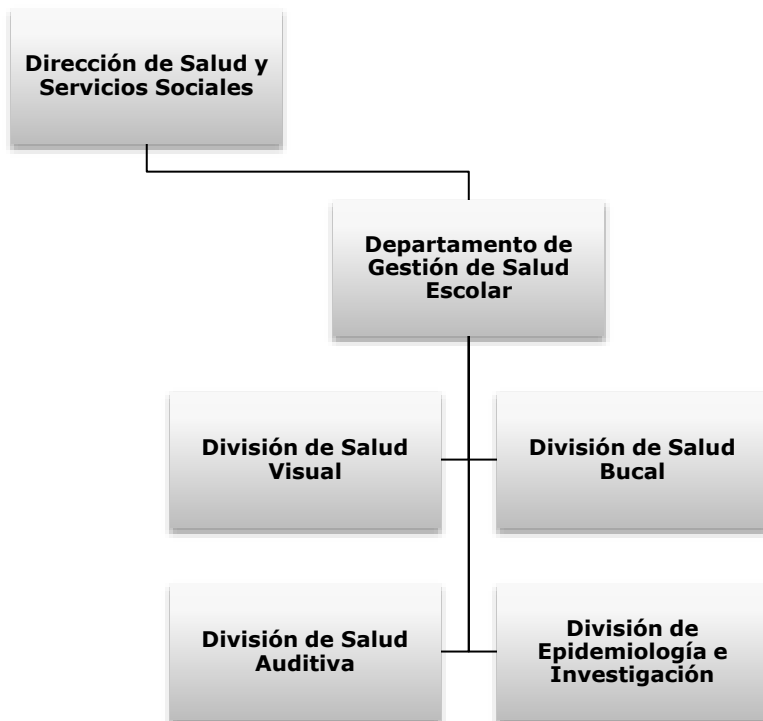 Dirección de Salud y
Servicios Sociales
Departamento de
Gestión de Salud
Escolar
División de Salud
Visual
División de Salud
Bucal
División de Salud
Auditiva
División de
Epidemiología e
Investigación